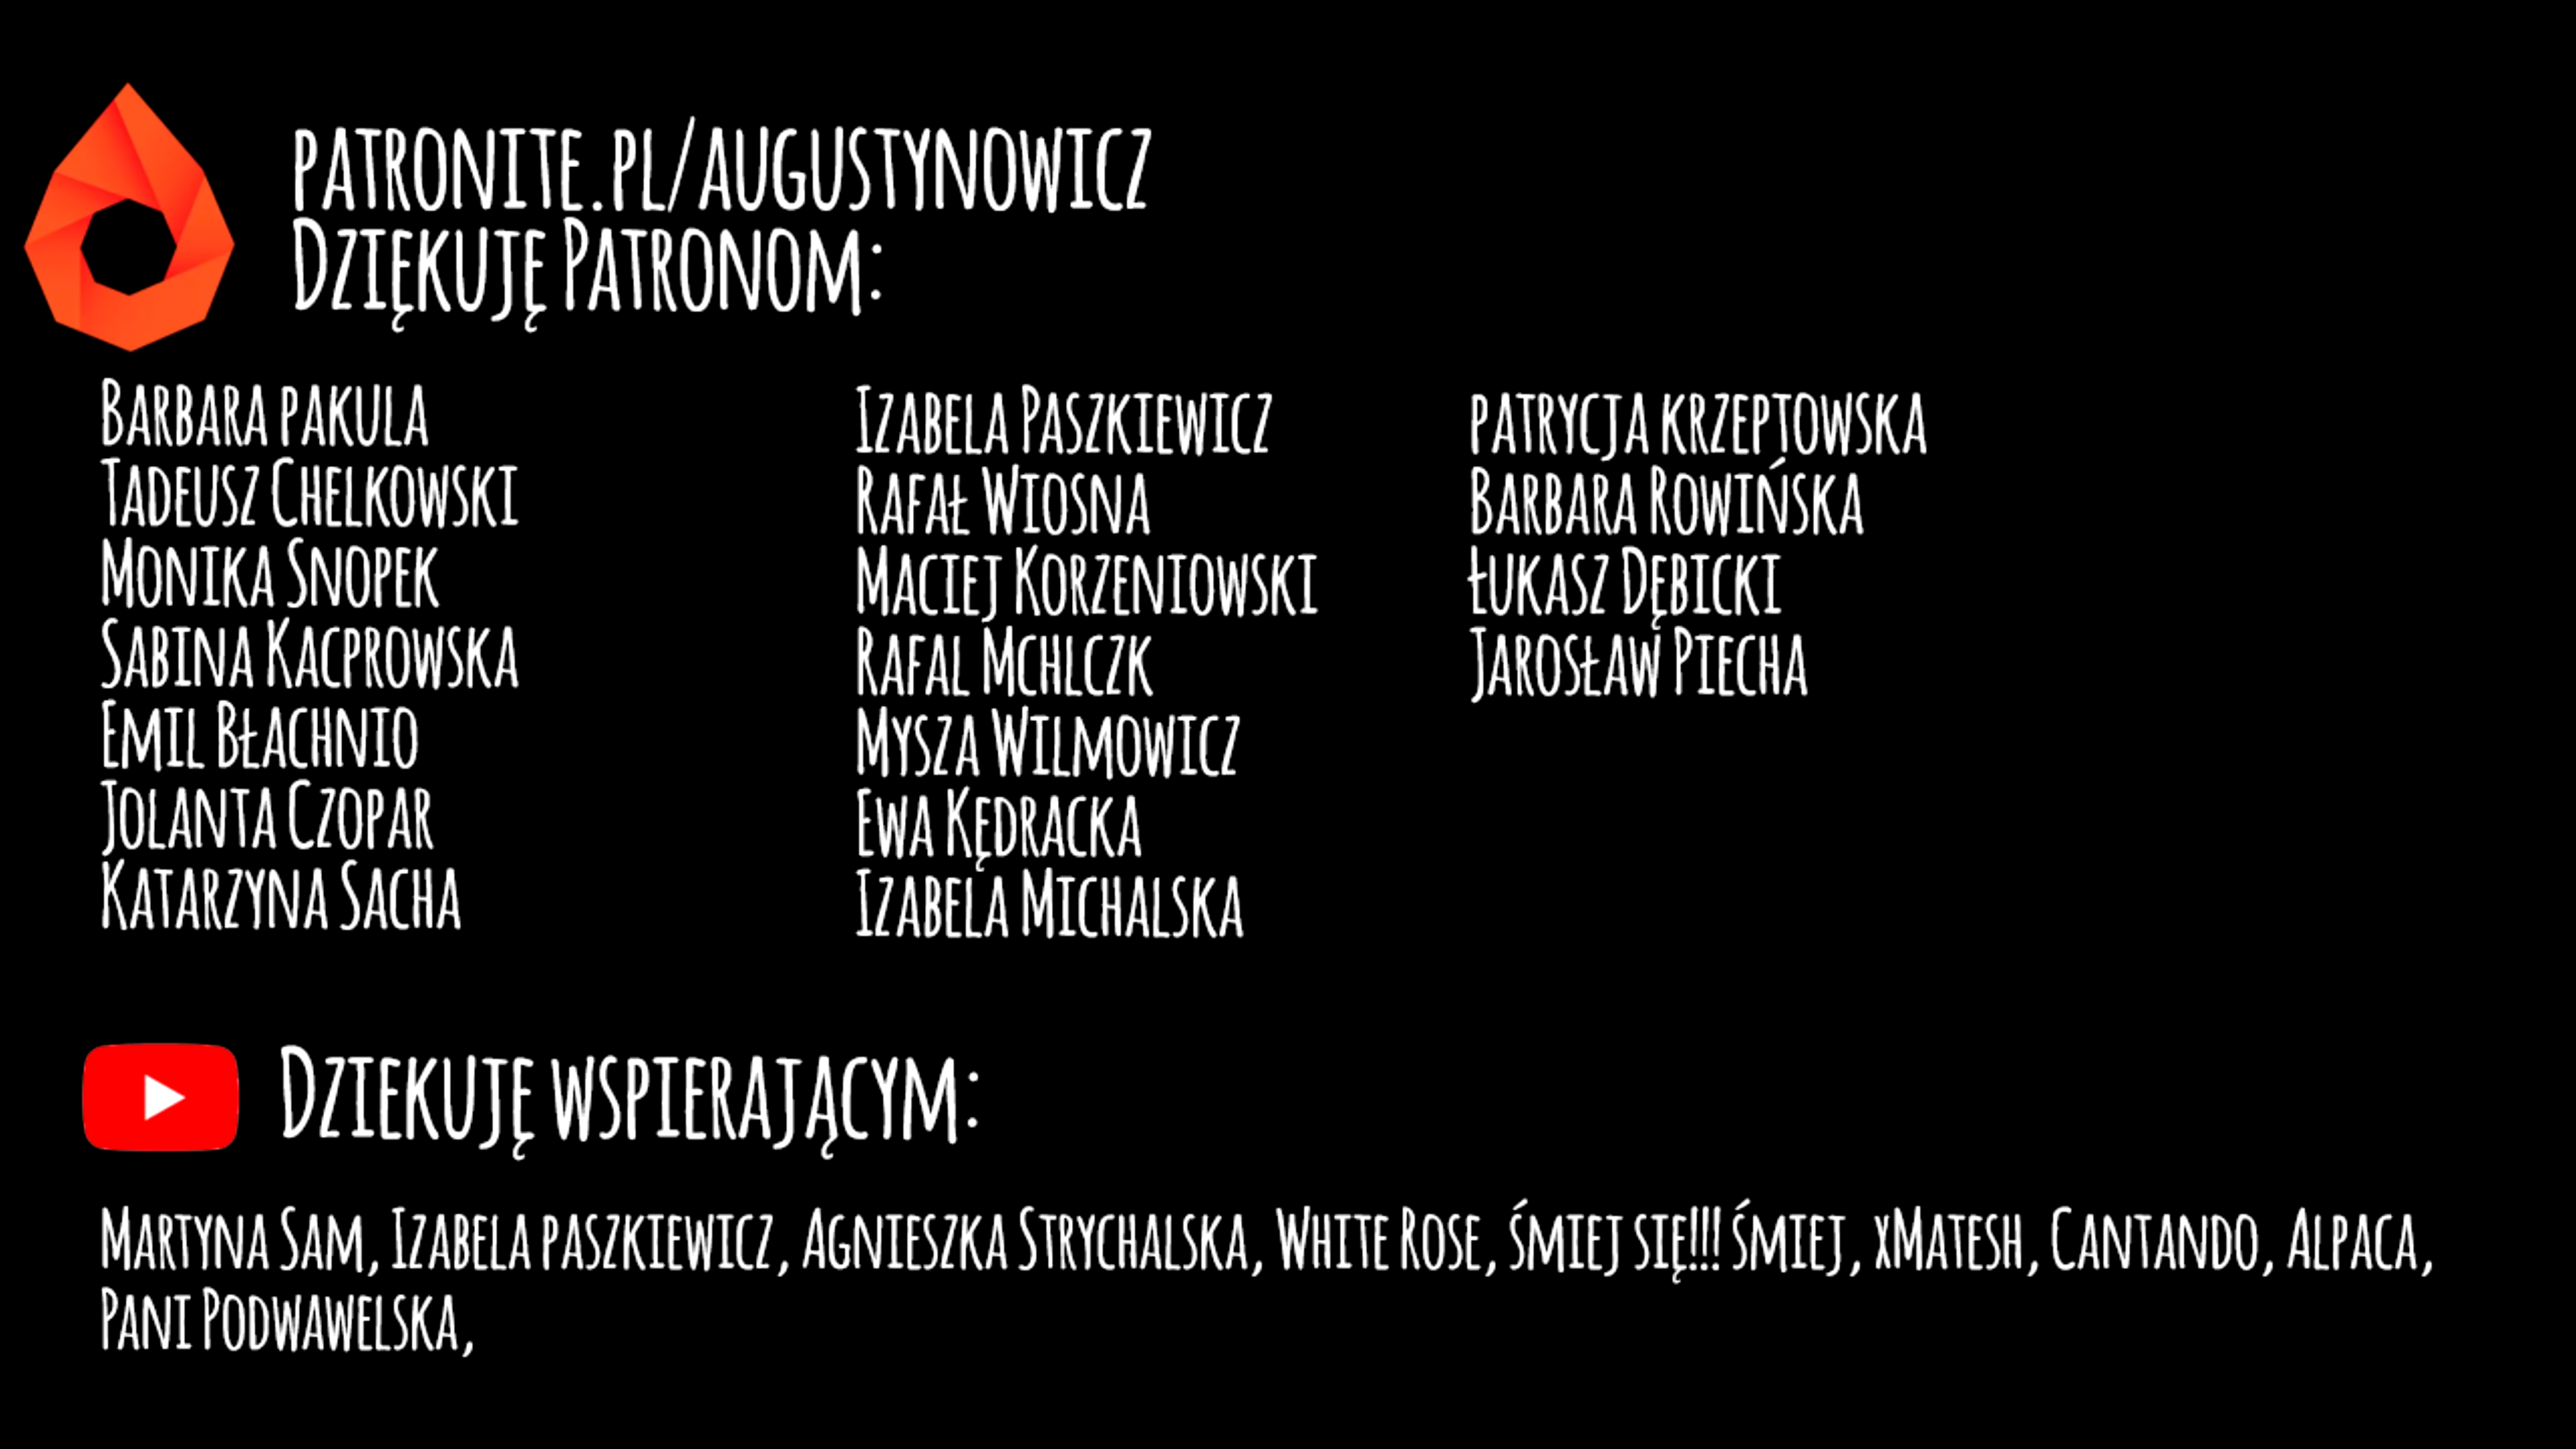 patronite.pl/augustynowicz
Dziękuję Patronom:
Barbara pakula
Tadeusz Chelkowski
Monika Snopek
Sabina Kacprowska
Emil Błachnio
Jolanta Czopar
Katarzyna Sacha
Izabela Paszkiewicz
Rafał Wiosna
Maciej Korzeniowski
Rafal Mchlczk
Mysza Wilmowicz
Ewa Kędracka
Izabela Michalska
patrycja krzeptowska
Barbara Rowińska
Łukasz Dębicki
Jarosław Piecha
Dziekuję wspierającym:
Martyna Sam, Izabela paszkiewicz, Agnieszka Strychalska, White Rose, śmiej się!!! śmiej, xMatesh, Cantando, Alpaca,
Pani Podwawelska,